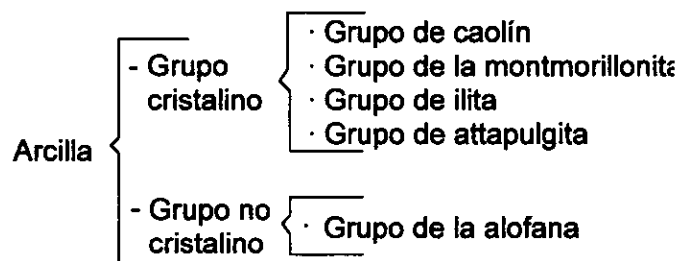 Arcilla
- Grupo
cristalino
· Grupo de caolín
· Grupo de la montmorillonita
· Grupo de ilita
· Grupo de attapulgita
- Grupo no
cristalino
· Grupo de la alofana